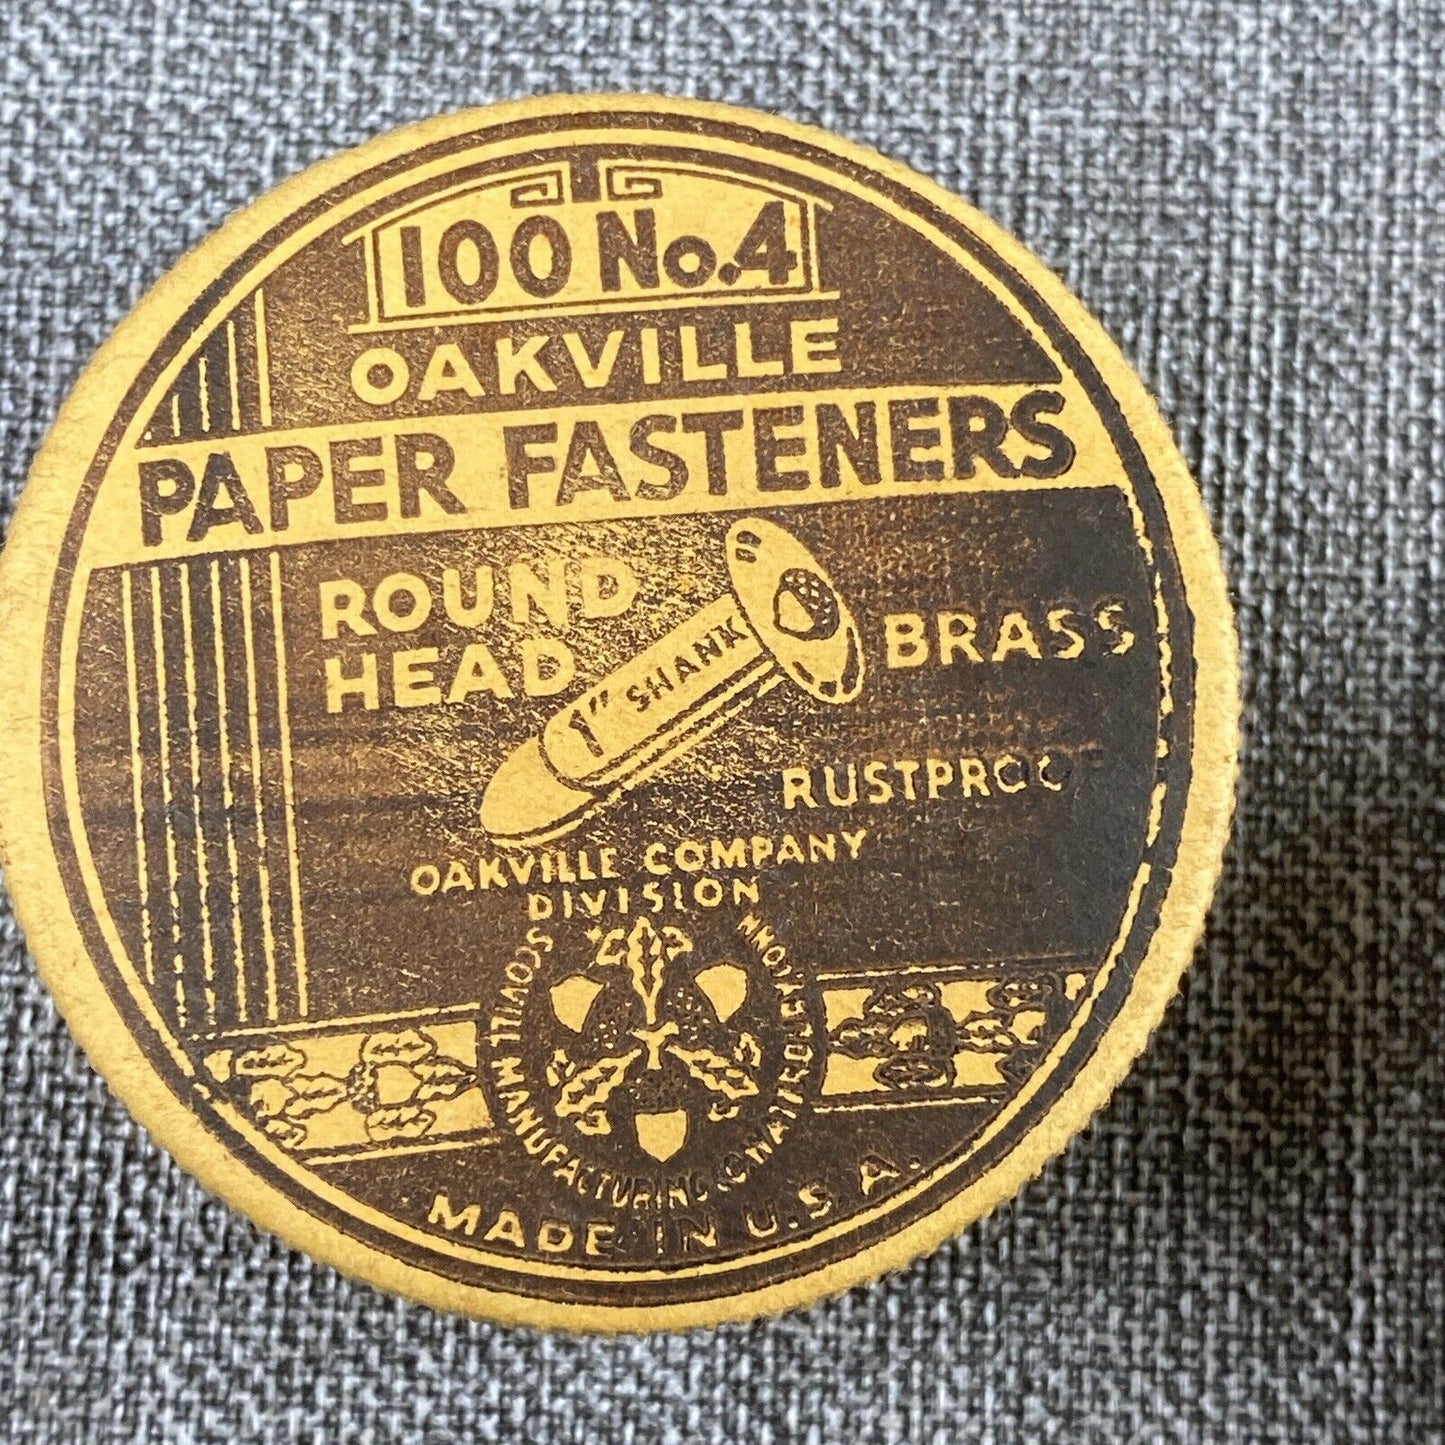 100 No.4
OAKVILLE
PAPER FASTENERS
ROUND
HEAD
1" SHANK
BRASS
RUSTPROOF
OAKVILLE COMPANY
DIVISION
SCOVILL MANUFACTURING CO. WATERBURY, CONN
MADE IN U.S.A.